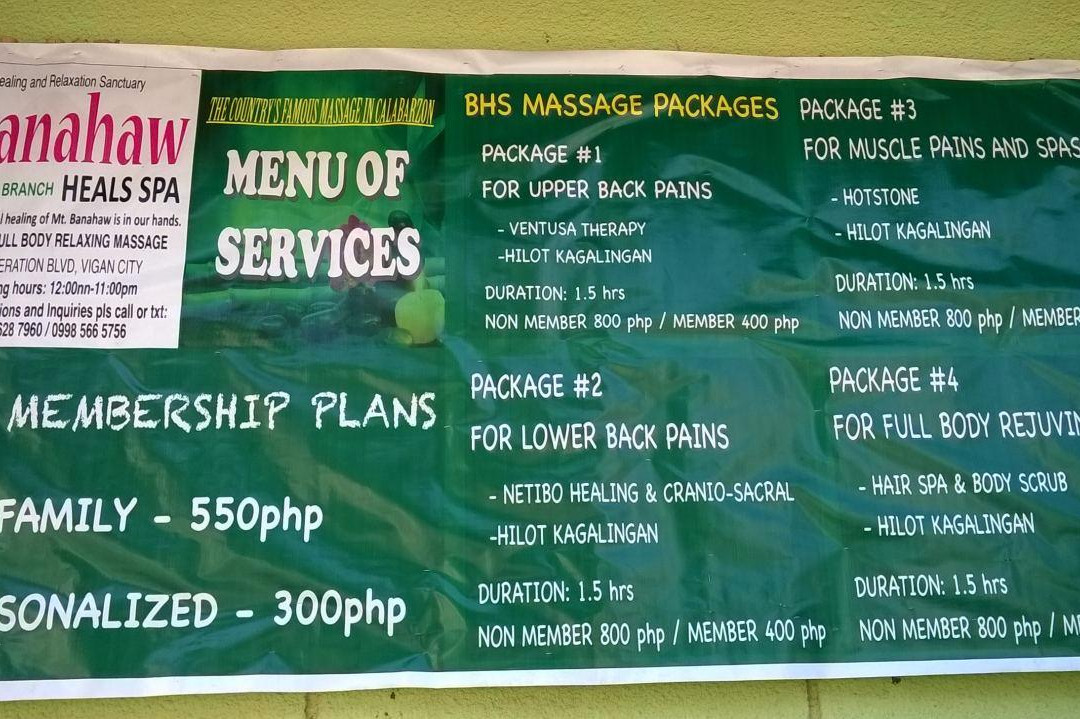 ealing and Relaxation Sanctuary
anahaw
BRANCH HEALS SPA
l healing of Mt. Banahaw is in our hands.
ULL BODY RELAXING MASSAGE
ERATION BLVD, VIGAN CITY
ng hours: 12:00nn-11:00pm
ions and Inquiries pls call or txt:
628 7960 / 0998 566 5756
THE COUNTRY'S FAMOUS MASSAGE IN CALABARZON
MENU OF
SERVICES
MEMBERSHIP PLANS
FAMILY - 550php
SONALIZED - 300php
BHS MASSAGE PACKAGES
PACKAGE #1
FOR UPPER BACK PAINS
- VENTUSA THERAPY
-HILOT KAGALINGAN
DURATION: 1.5 hrs
NON MEMBER 800 php / MEMBER 400 php
PACKAGE #2
FOR LOWER BACK PAINS
- NETIBO HEALING & CRANIO-SACRAL
-HILOT KAGALINGAN
DURATION: 1.5 hrs
NON MEMBER 800 php / MEMBER 400 php
PACKAGE #3
FOR MUSCLE PAINS AND SPAS
- HOTSTONE
- HILOT KAGALINGAN
DURATION: 1.5 hrs
NON MEMBER 800 php / MEMBER
PACKAGE #4
FOR FULL BODY REJUVIN
- HAIR SPA & BODY SCRUB
- HILOT KAGALINGAN
DURATION: 1.5 hrs
NON MEMBER 800 php / ME